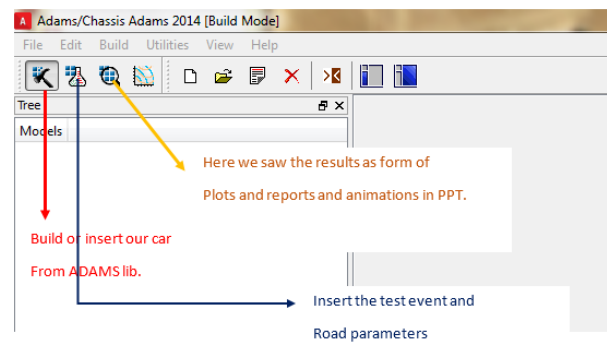 Adams/Chassis Adams 2014 [Build Mode]
File Edit Build Utilities View Help
Tree
Models
Here we saw the results as form of
Plots and reports and animations in PPT.
Build or insert our car
From ADAMS lib.
Insert the test event and
Road parameters